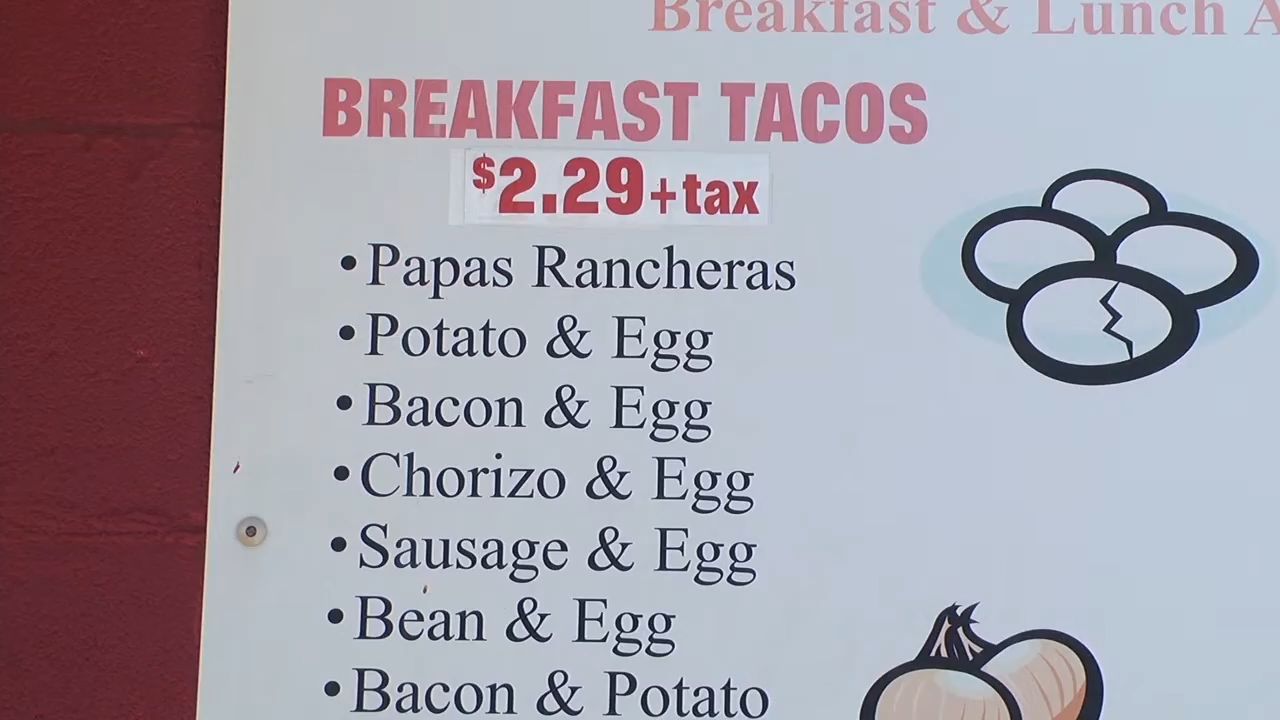 Breakfast & Lunch A
BREAKFAST TACOS
$2.29+tax
•Papas Rancheras
•Potato & Egg
•Bacon & Egg
•Chorizo & Egg
•Sausage & Egg
•Bean & Egg
•Bacon & Potato